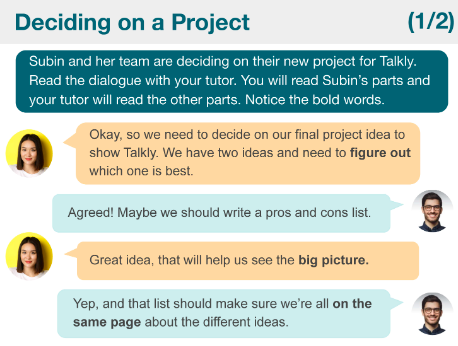 Deciding on a Project
(1/2)
Subin and her team are deciding on their new project for Talkly.
Read the dialogue with your tutor. You will read Subin's parts and
your tutor will read the other parts. Notice the bold words.
Okay, so we need to decide on our final project idea to
show Talkly. We have two ideas and need to figure out
which one is best.
Agreed! Maybe we should write a pros and cons list.
Great idea, that will help us see the big picture.
Yep, and that list should make sure we're all on the
same page about the different ideas.